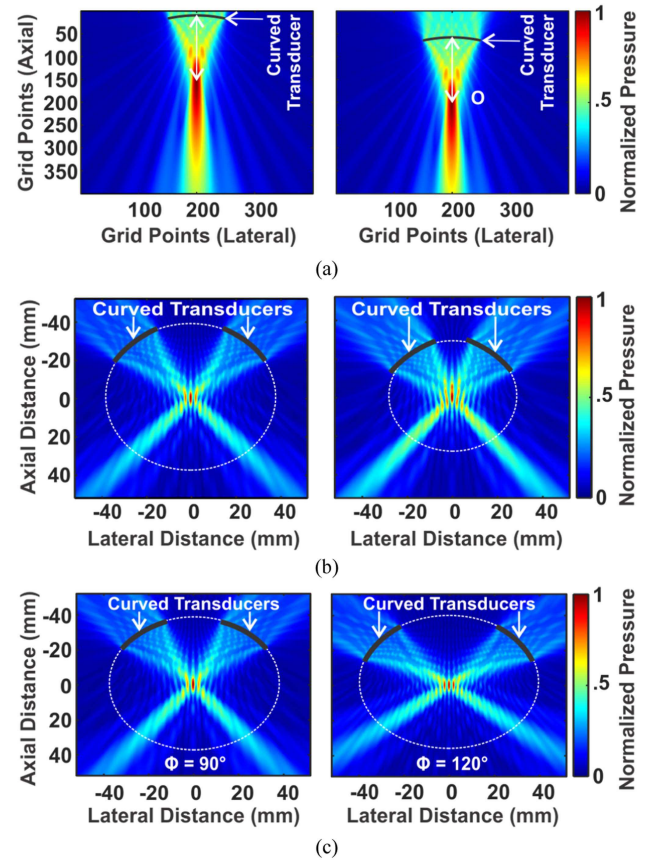 Grid Points (Axial)
50
100
150
200
250
300
350
100 200 300
Grid Points (Lateral)
Curved
Transducer
O
Curved
Transducer
100 200 300
Grid Points (Lateral)
1
.5
0
Normalized Pressure
(a)
Axial Distance (mm)
-40
-20
0
20
40
Curved Transducers
-40 -20 0 20 40
Lateral Distance (mm)
Curved Transducers
-40 -20 0 20 40
Lateral Distance (mm)
1
.5
0
Normalized Pressure
(b)
Axial Distance (mm)
-40
-20
0
20
40
Curved Transducers
Φ = 90°
-40 -20 0 20 40
Lateral Distance (mm)
Curved Transducers
Φ = 120°
-40 -20 0 20 40
Lateral Distance (mm)
1
.5
0
Normalized Pressure
(c)